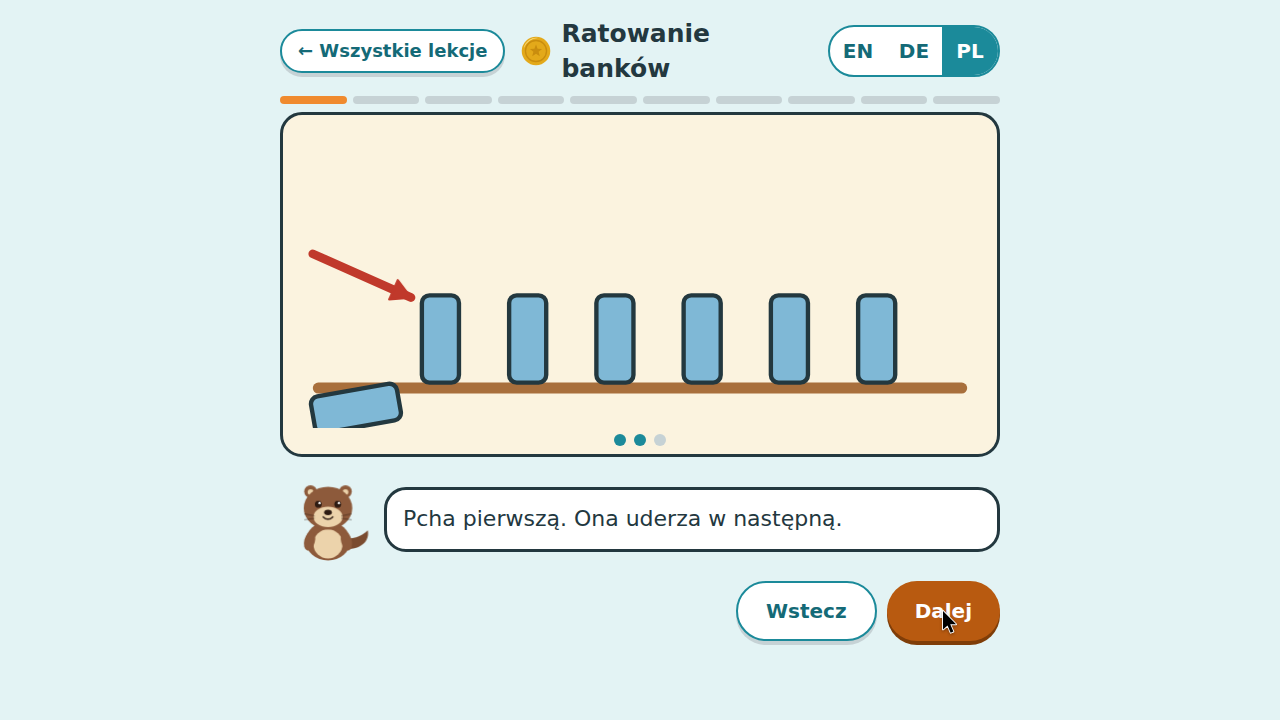 ← Wszystkie lekcje
Ratowanie
banków
EN DE PL
Pcha pierwszą. Ona uderza w następną.
Wstecz
Dalej